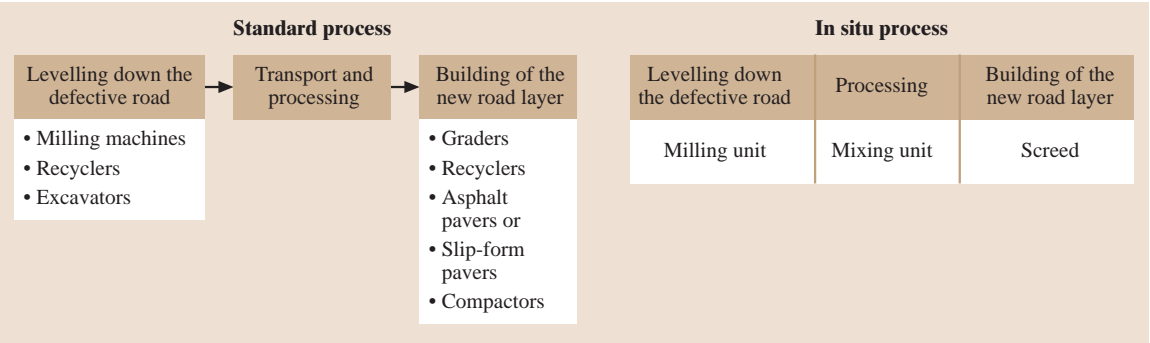 Standard process
Levelling down the
defective road
Transport and
processing
Building of the
new road layer
• Milling machines
• Recyclers
• Excavators
• Graders
• Recyclers
• Asphalt
pavers or
• Slip-form
pavers
• Compactors
In situ process
Levelling down
the defective road
Processing
Building of the
new road layer
Milling unit
Mixing unit
Screed